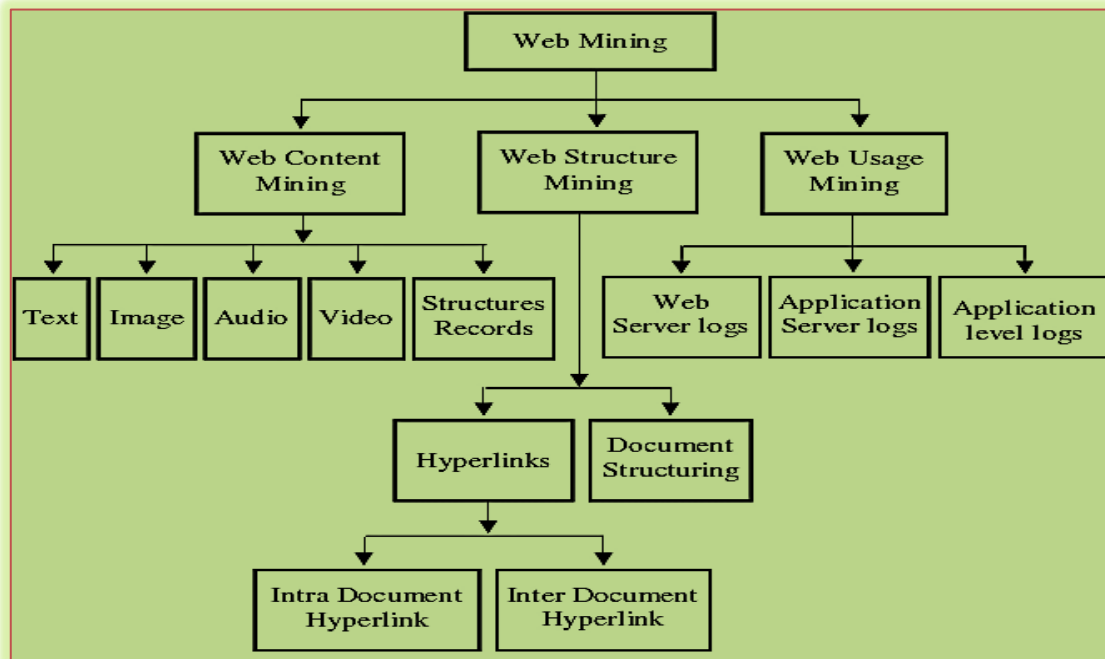 Web Mining
Web Content
Mining
Web Structure
Mining
Web Usage
Mining
Text
Image
Audio
Video
Structures
Records
Web
Server logs
Application
Server logs
Application
level logs
Hyperlinks
Document
Structuring
Intra Document
Hyperlink
Inter Document
Hyperlink